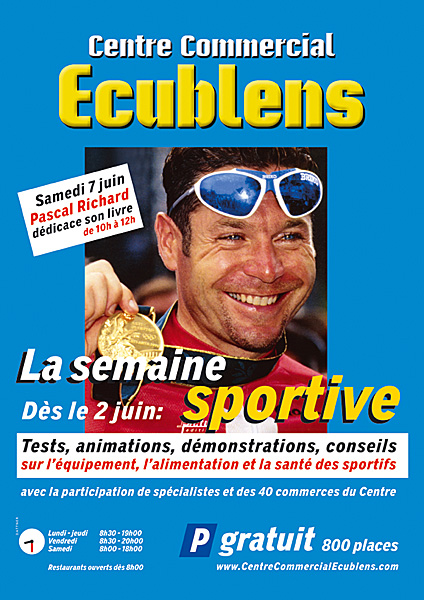 Centre Commercial
Ecublens
Samedi 7 juin
Pascal Richard
dédicace son livre
de 10h à 12h
BRIKO
La semaine
sportive
Dès le 2 juin:
Tests, animations, démonstrations, conseils
sur l'équipement, l'alimentation et la santé des sportifs
avec la participation de spécialistes et des 40 commerces du Centre
Lundi - jeudi 8h30 - 19h00
Vendredi 8h30 - 20h00
Samedi 8h00 - 18h00
Restaurants ouverts dès 8h00
P gratuit 800 places
www.CentreCommercialEcublens.com